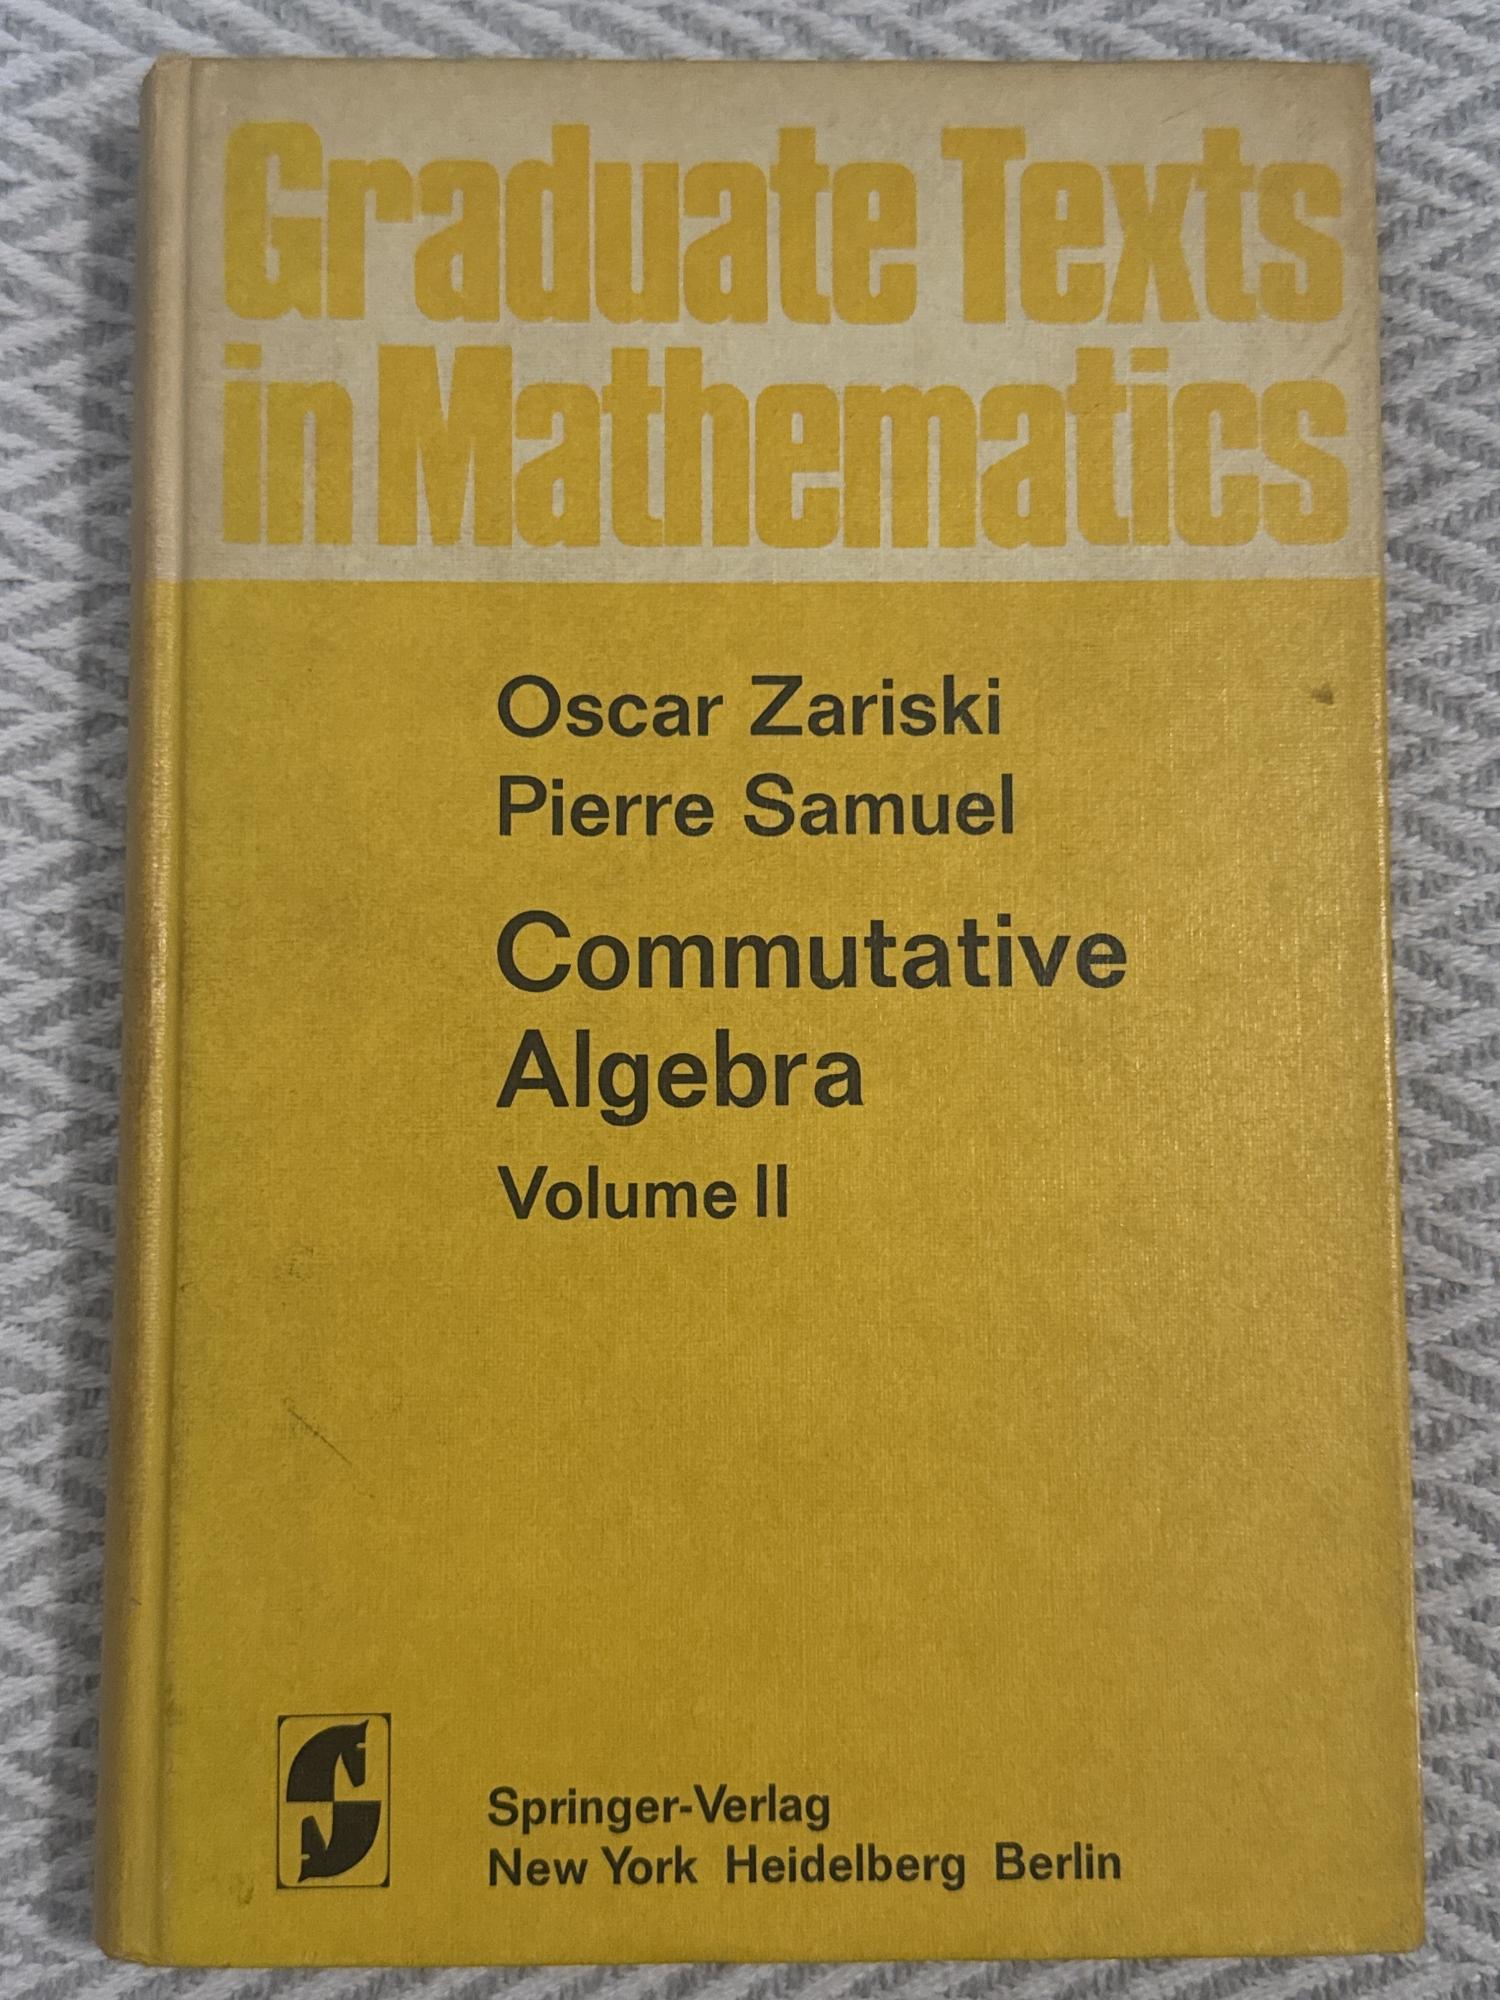 Graduate Texts
in Mathematics
Oscar Zariski
Pierre Samuel
Commutative
Algebra
Volume II
Springer-Verlag
New York Heidelberg Berlin